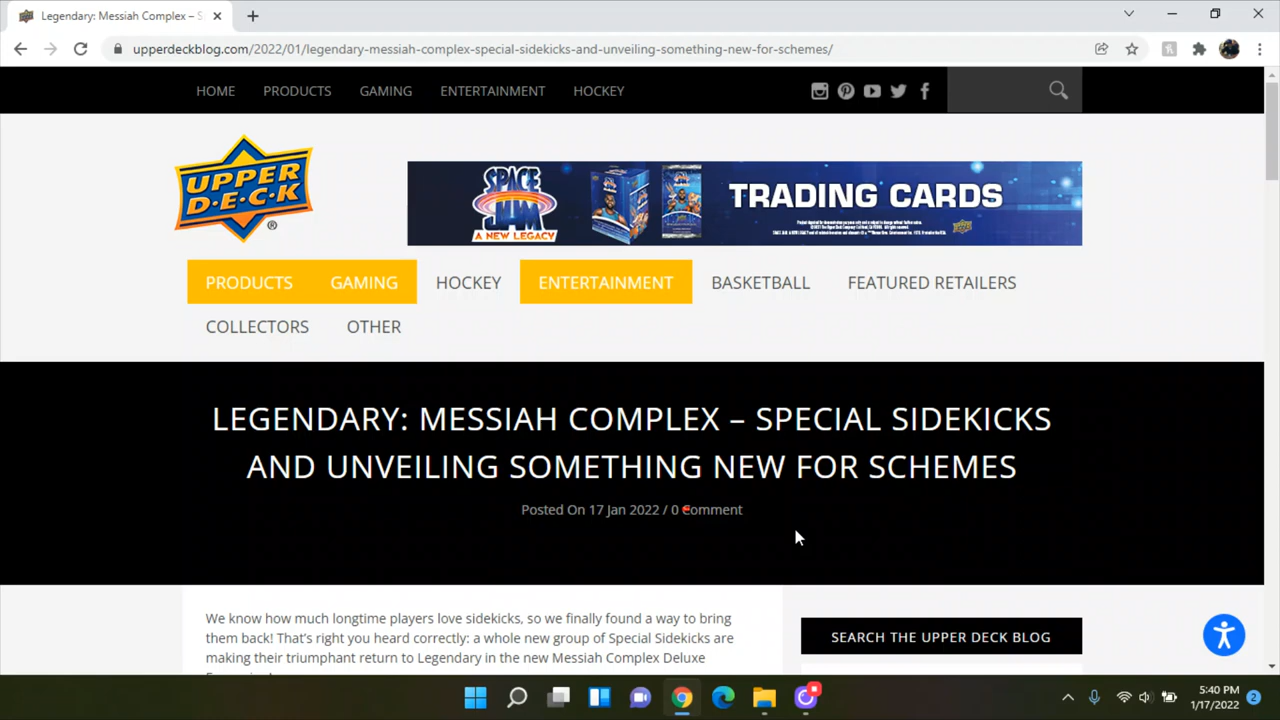 Legendary: Messiah Complex – S
upperdeckblog.com/2022/01/legendary-messiah-complex-special-sidekicks-and-unveiling-something-new-for-schemes/
HOME PRODUCTS GAMING ENTERTAINMENT HOCKEY
UPPER
D·E·C·K
®
SPACE
JAM
A NEW LEGACY
TRADING CARDS
PRODUCTS GAMING HOCKEY ENTERTAINMENT BASKETBALL FEATURED RETAILERS
COLLECTORS OTHER
LEGENDARY: MESSIAH COMPLEX – SPECIAL SIDEKICKS
AND UNVEILING SOMETHING NEW FOR SCHEMES
Posted On 17 Jan 2022 / 0 Comment
We know how much longtime players love sidekicks, so we finally found a way to bring
them back! That's right you heard correctly: a whole new group of Special Sidekicks are
making their triumphant return to Legendary in the new Messiah Complex Deluxe
SEARCH THE UPPER DECK BLOG
5:40 PM
1/17/2022
2